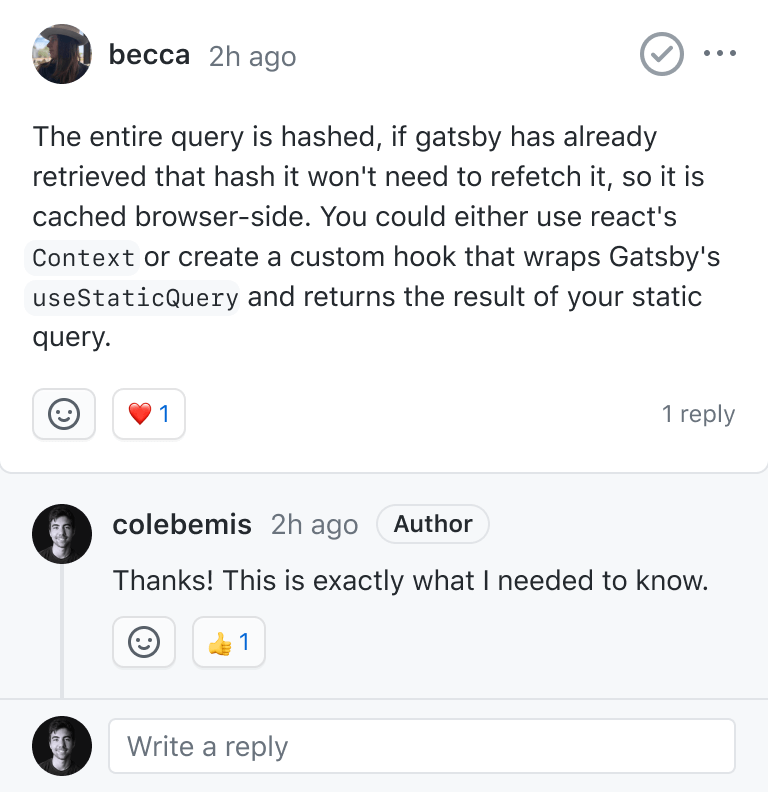 becca 2h ago
The entire query is hashed, if gatsby has already
retrieved that hash it won't need to refetch it, so it is
cached browser-side. You could either use react's
Context or create a custom hook that wraps Gatsby's
useStaticQuery and returns the result of your static
query.
❤️ 1 1 reply
colebemis 2h ago Author
Thanks! This is exactly what I needed to know.
👍 1
Write a reply